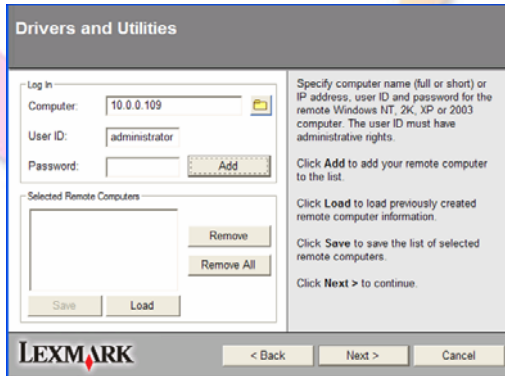 Drivers and Utilities
Log In
Computer: 10.0.0.109
User ID: administrator
Password: Add
Selected Remote Computers
Remove
Remove All
Save Load
Specify computer name (full or short) or
IP address, user ID and password for the
remote Windows NT, 2K, XP or 2003
computer. The user ID must have
administrative rights.
Click Add to add your remote computer
to the list.
Click Load to load previously created
remote computer information.
Click Save to save the list of selected
remote computers.
Click Next > to continue.
LEXMARK < Back Next > Cancel